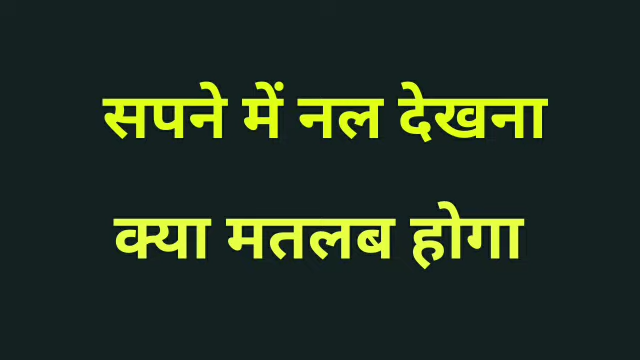 सपने में नल देखना
क्या मतलब होगा